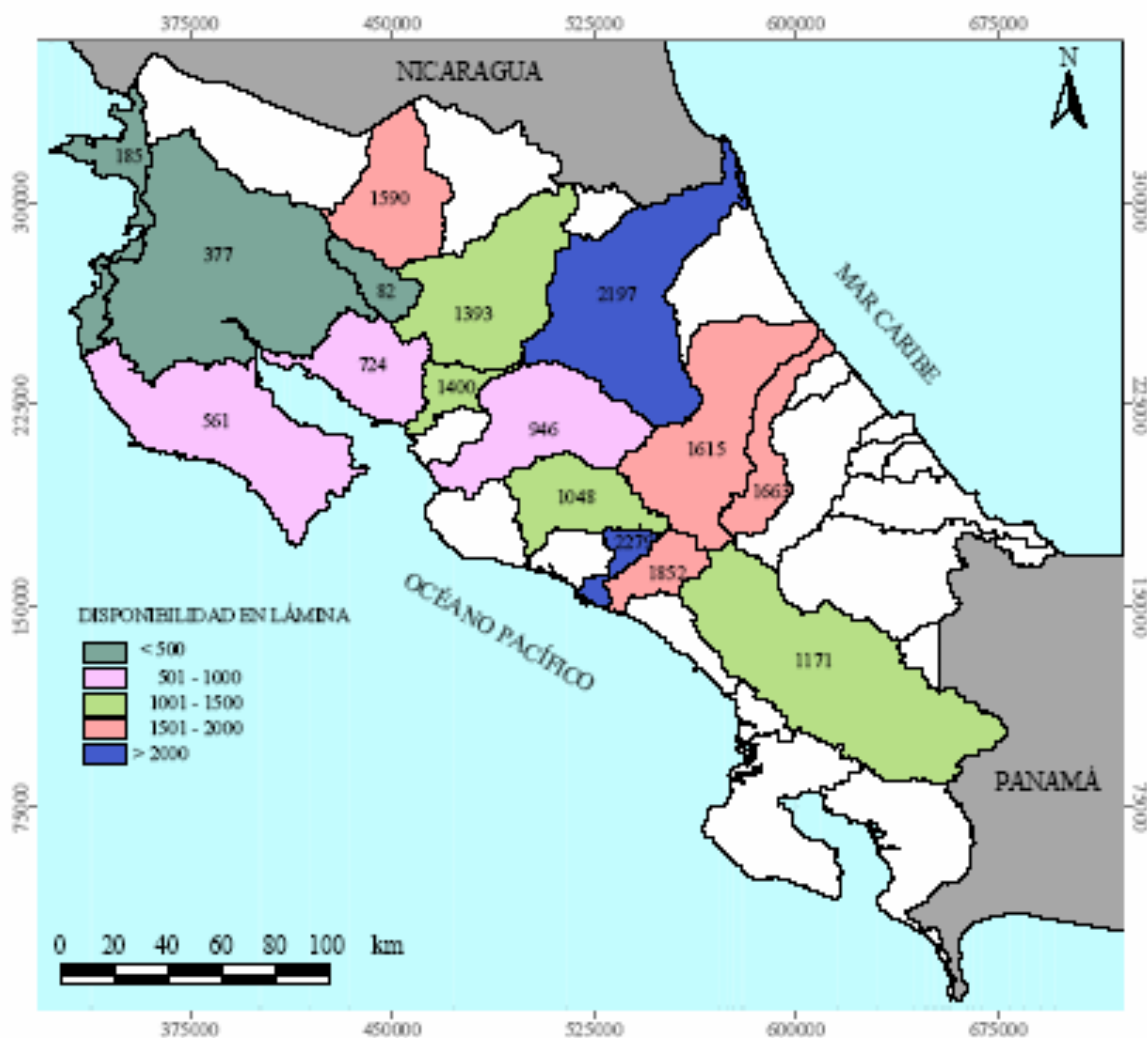 375000 450000 525000 600000 675000
NICARAGUA
N
185
1590
300000
300000
377
82
2197
MAR CARIBE
1393
724
1400
225000
225000
561
946
1615
1048
1663
2279
1852
OCÉANO PACÍFICO
150000
150000
DISPONIBILIDAD EN LÁMINA
< 500
501 - 1000
1001 - 1500
1501 - 2000
> 2000
1171
PANAMÁ
75000
75000
0 20 40 60 80 100 km
375000 450000 525000 600000 675000